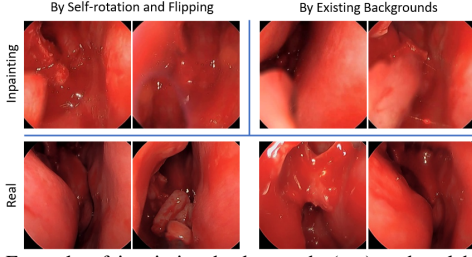 By Self-rotation and Flipping
By Existing Backgrounds
Inpainting
Real